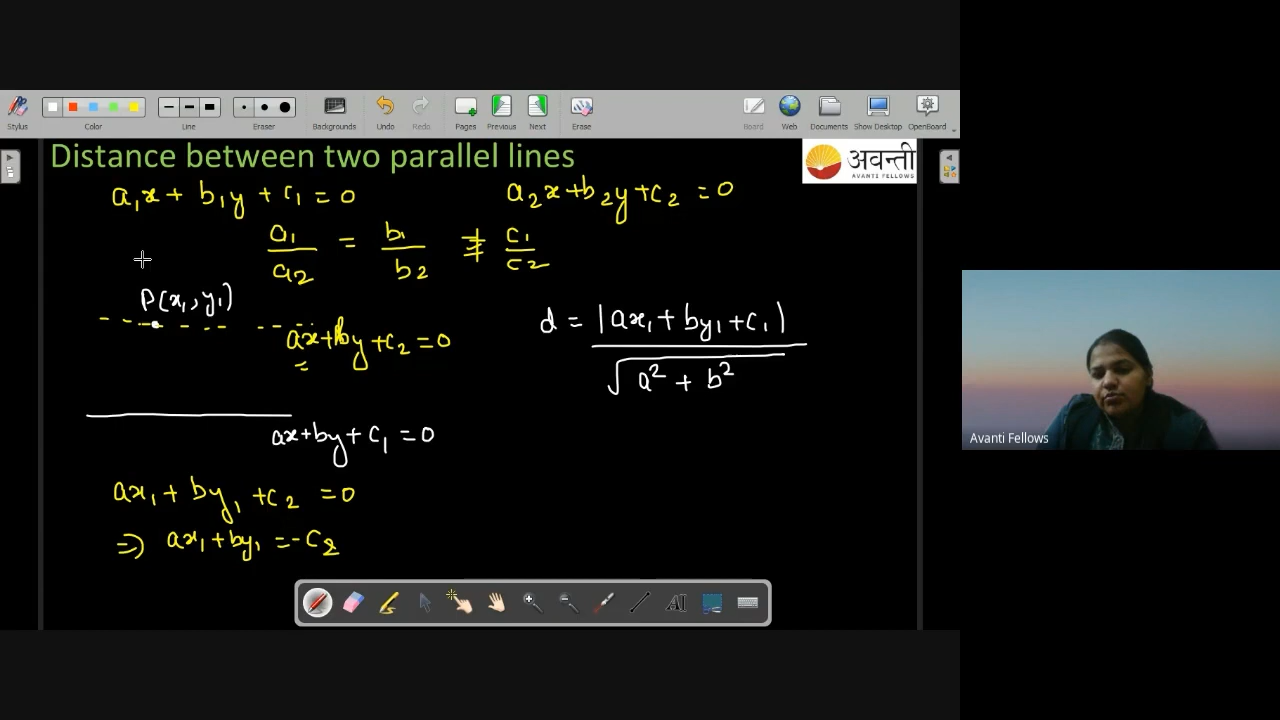 Stylus Color Line Eraser Backgrounds Undo Redo Pages Previous Next Erase Board Web Documents Show Desktop OpenBoard
Distance between two parallel lines
अवन्ती
AVANTI FELLOWS
a₁x + b₁y + c₁ = 0
a₂x+b₂y+c₂ = 0
a₁/a₂ = b₁/b₂ ≠ c₁/c₂
P(x₁, y₁)
ax+by+c₂ = 0
d = |ax₁ + by₁ + c₁| / √a² + b²
ax+by+c₁ = 0
ax₁ + by₁ + c₂ = 0
⇒ ax₁ + by₁ = -c₂
AI
Avanti Fellows